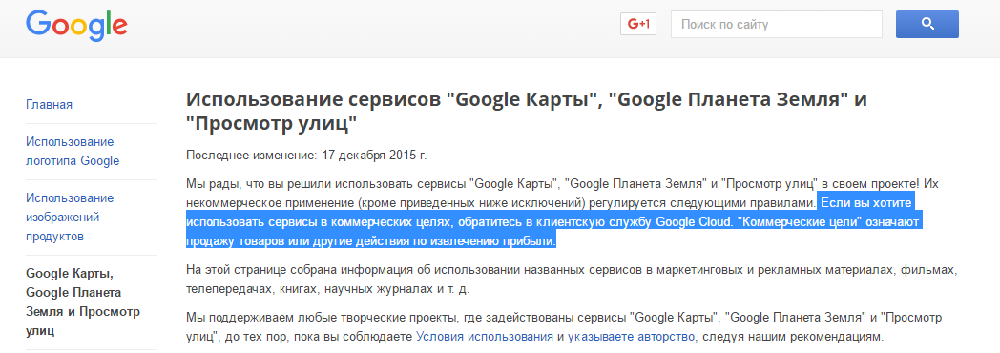 Google
G+1
Поиск по сайту
Главная
Использование
логотипа Google
Использование
изображений
продуктов
Google Карты,
Google Планета
Земля и Просмотр
улиц
Использование сервисов "Google Карты", "Google Планета Земля" и
"Просмотр улиц"
Последнее изменение: 17 декабря 2015 г.
Мы рады, что вы решили использовать сервисы "Google Карты", "Google Планета Земля" и "Просмотр улиц" в своем проекте! Их
некоммерческое применение (кроме приведенных ниже исключений) регулируется следующими правилами. Если вы хотите
использовать сервисы в коммерческих целях, обратитесь в клиентскую службу Google Cloud. "Коммерческие цели" означают
продажу товаров или другие действия по извлечению прибыли.
На этой странице собрана информация об использовании названных сервисов в маркетинговых и рекламных материалах, фильмах,
телепередачах, книгах, научных журналах и т. д.
Мы поддерживаем любые творческие проекты, где задействованы сервисы "Google Карты", "Google Планета Земля" и "Просмотр
улиц", до тех пор, пока вы соблюдаете Условия использования и указываете авторство, следуя нашим рекомендациям.